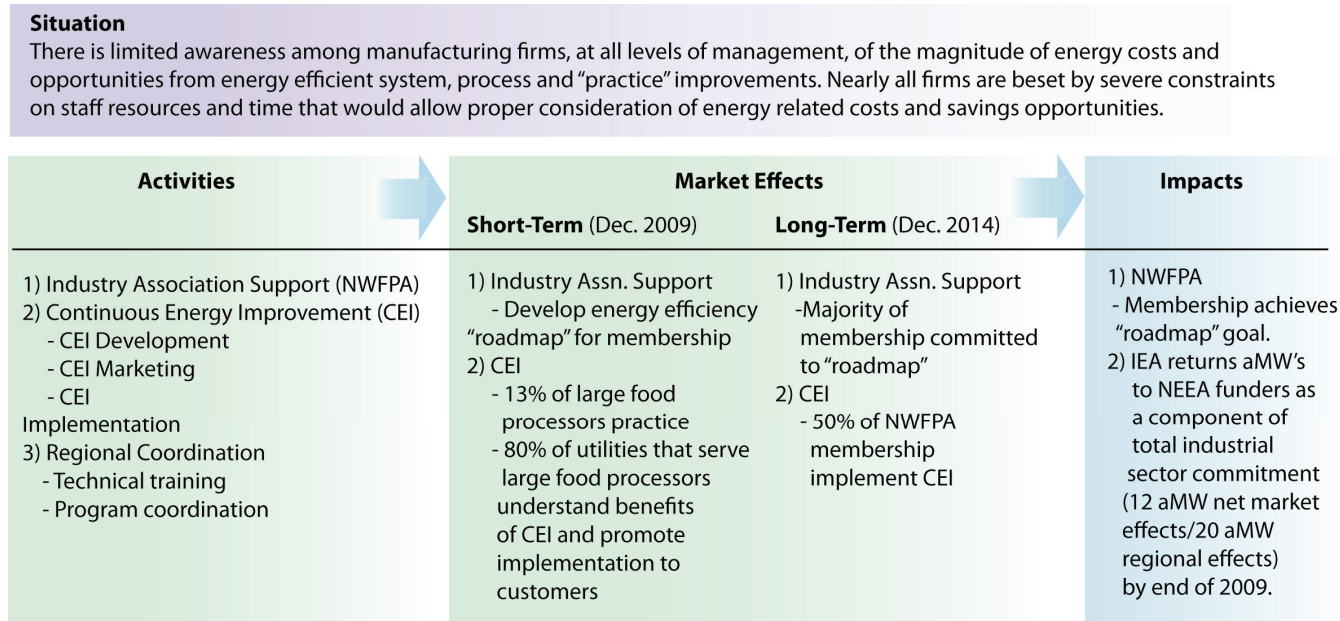 Situation
There is limited awareness among manufacturing firms, at all levels of management, of the magnitude of energy costs and
opportunities from energy efficient system, process and “practice” improvements. Nearly all firms are beset by severe constraints
on staff resources and time that would allow proper consideration of energy related costs and savings opportunities.
Activities
1) Industry Association Support (NWFPA)
2) Continuous Energy Improvement (CEI)
- CEI Development
- CEI Marketing
- CEI
Implementation
3) Regional Coordination
- Technical training
- Program coordination
Market Effects
Short-Term (Dec. 2009)
1) Industry Assn. Support
- Develop energy efficiency
“roadmap” for membership
2) CEI
- 13% of large food
processors practice
- 80% of utilities that serve
large food processors
understand benefits
of CEI and promote
implementation to
customers
Long-Term (Dec. 2014)
1) Industry Assn. Support
-Majority of
membership committed
to “roadmap”
2) CEI
- 50% of NWFPA
membership
implement CEI
Impacts
1) NWFPA
- Membership achieves
“roadmap” goal.
2) IEA returns aMW’s
to NEEA funders as
a component of
total industrial
sector commitment
(12 aMW net market
effects/20 aMW
regional effects)
by end of 2009.